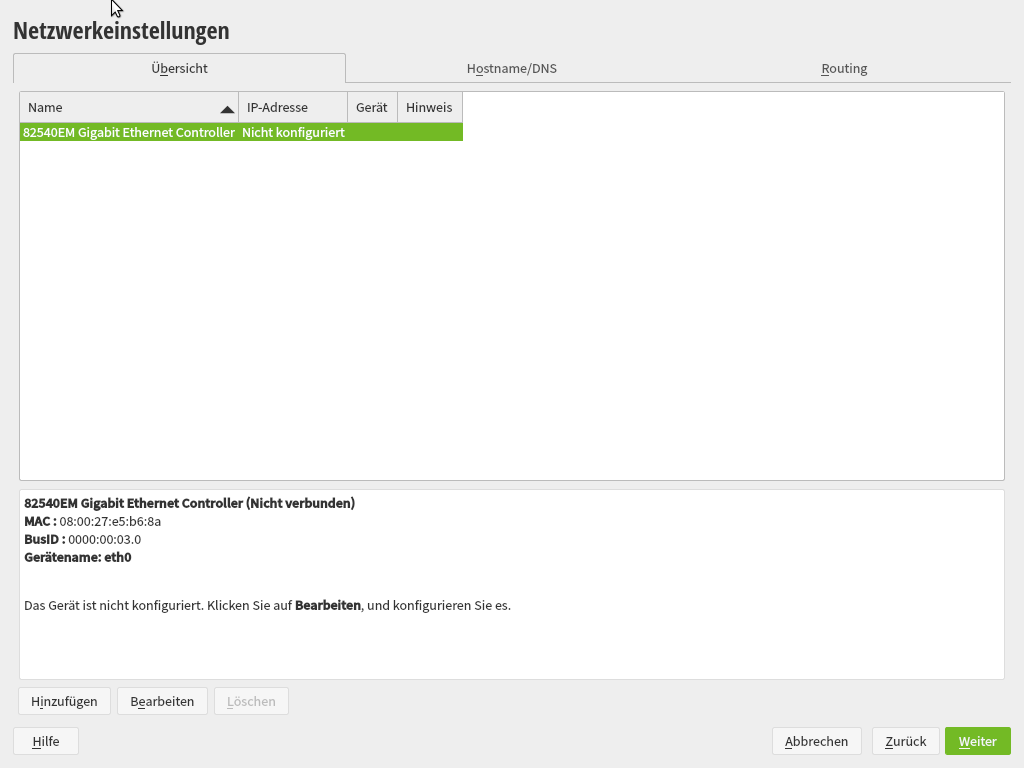 Netzwerkeinstellungen
Übersicht Hostname/DNS Routing
Name IP-Adresse Gerät Hinweis
82540EM Gigabit Ethernet Controller Nicht konfiguriert
82540EM Gigabit Ethernet Controller (Nicht verbunden)
MAC : 08:00:27:e5:b6:8a
BusID : 0000:00:03.0
Gerätename: eth0
Das Gerät ist nicht konfiguriert. Klicken Sie auf Bearbeiten, und konfigurieren Sie es.
Hinzufügen Bearbeiten Löschen
Hilfe Abbrechen Zurück Weiter